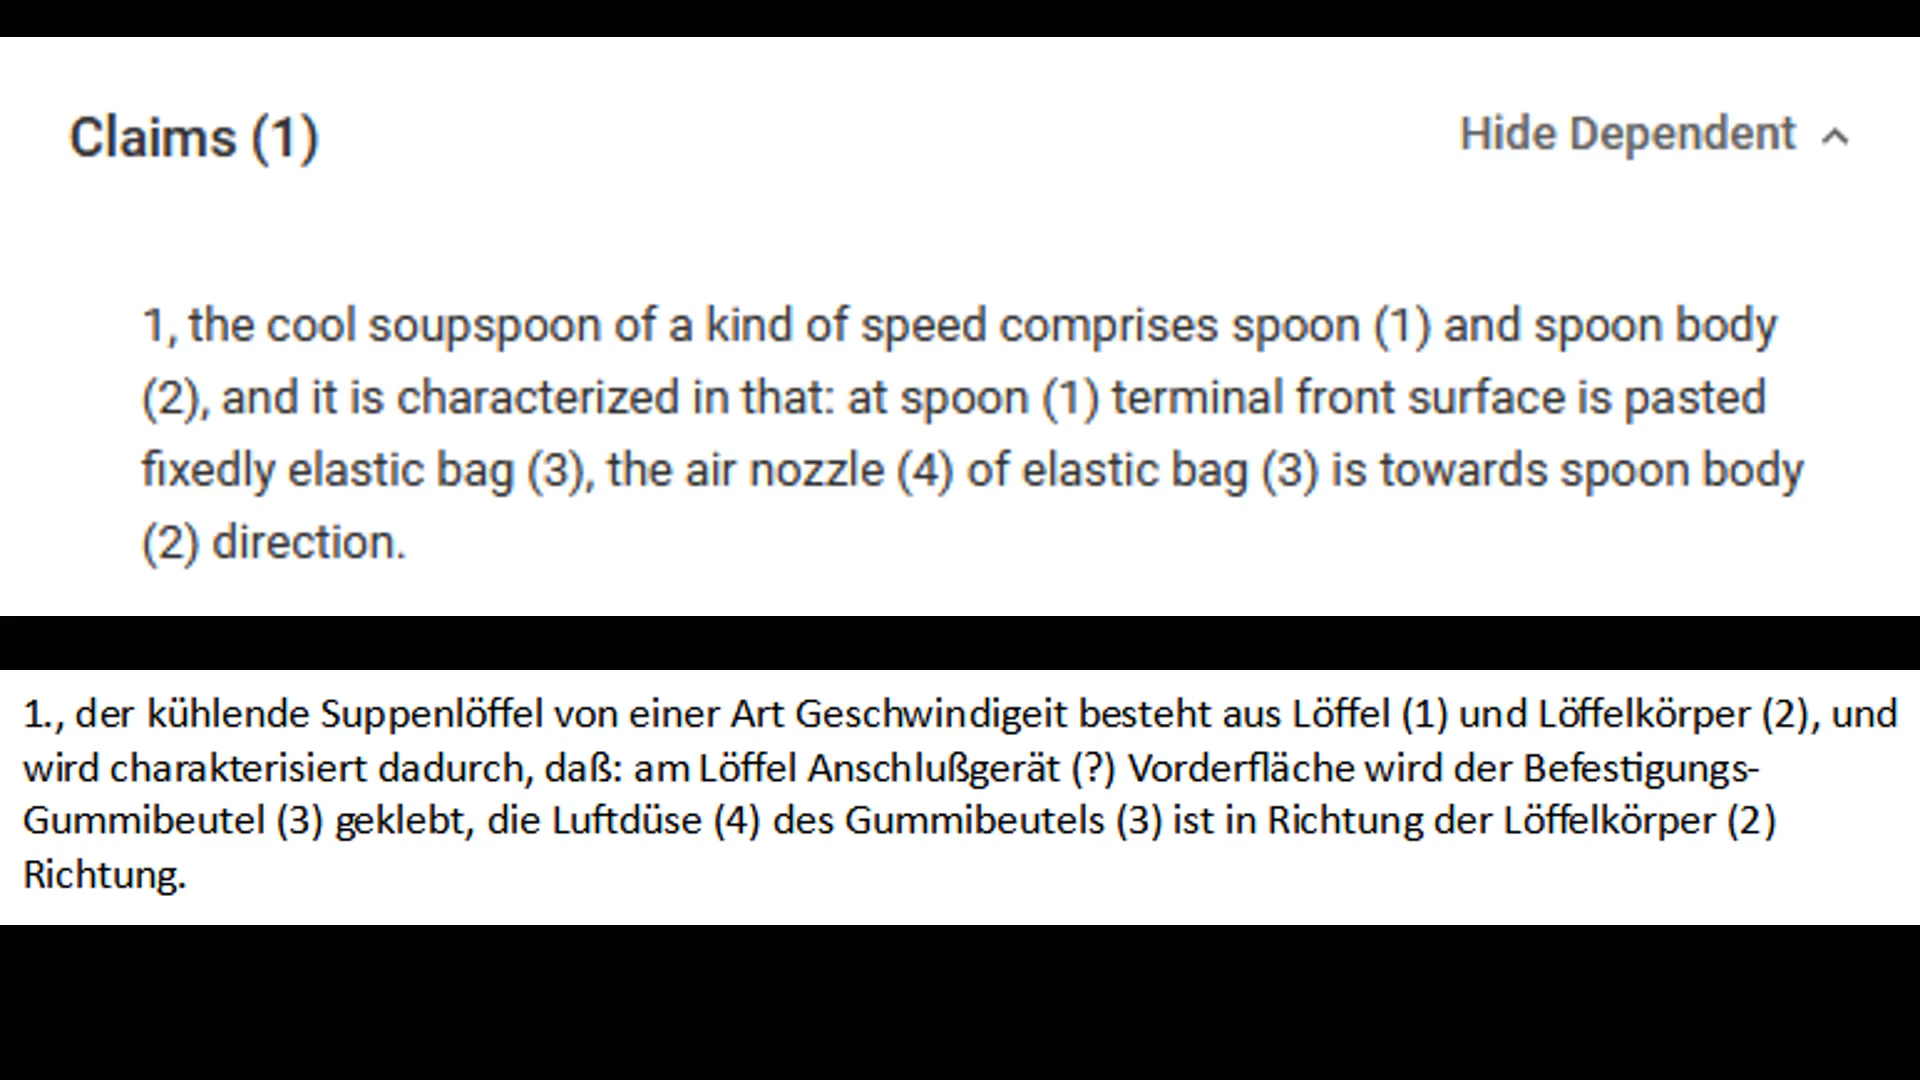 Claims (1)
Hide Dependent
1, the cool soupspoon of a kind of speed comprises spoon (1) and spoon body
(2), and it is characterized in that: at spoon (1) terminal front surface is pasted
fixedly elastic bag (3), the air nozzle (4) of elastic bag (3) is towards spoon body
(2) direction.
1., der kühlende Suppenlöffel von einer Art Geschwindigeit besteht aus Löffel (1) und Löffelkörper (2), und
wird charakterisiert dadurch, daß: am Löffel Anschlußgerät (?) Vorderfläche wird der Befestigungs-
Gummibeutel (3) geklebt, die Luftdüse (4) des Gummibeutels (3) ist in Richtung der Löffelkörper (2)
Richtung.